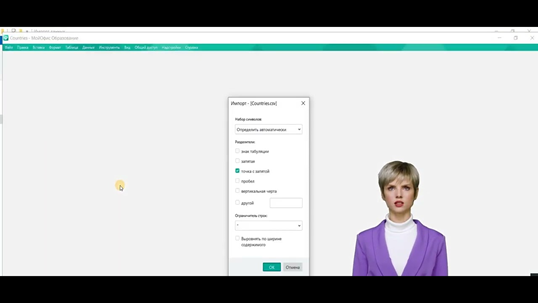 Countries - МойОфис Образование
Файл Правка Вставка Формат Таблица Данные Инструменты Вид Общий доступ Надстройки Справка
Импорт - [Countries.csv]
Набор символов:
Определить автоматически
Разделители:
знак табуляции
запятая
точка с запятой
пробел
вертикальная черта
другой
Ограничитель строк:
"
Выровнять по ширине
содержимого
OK Отмена